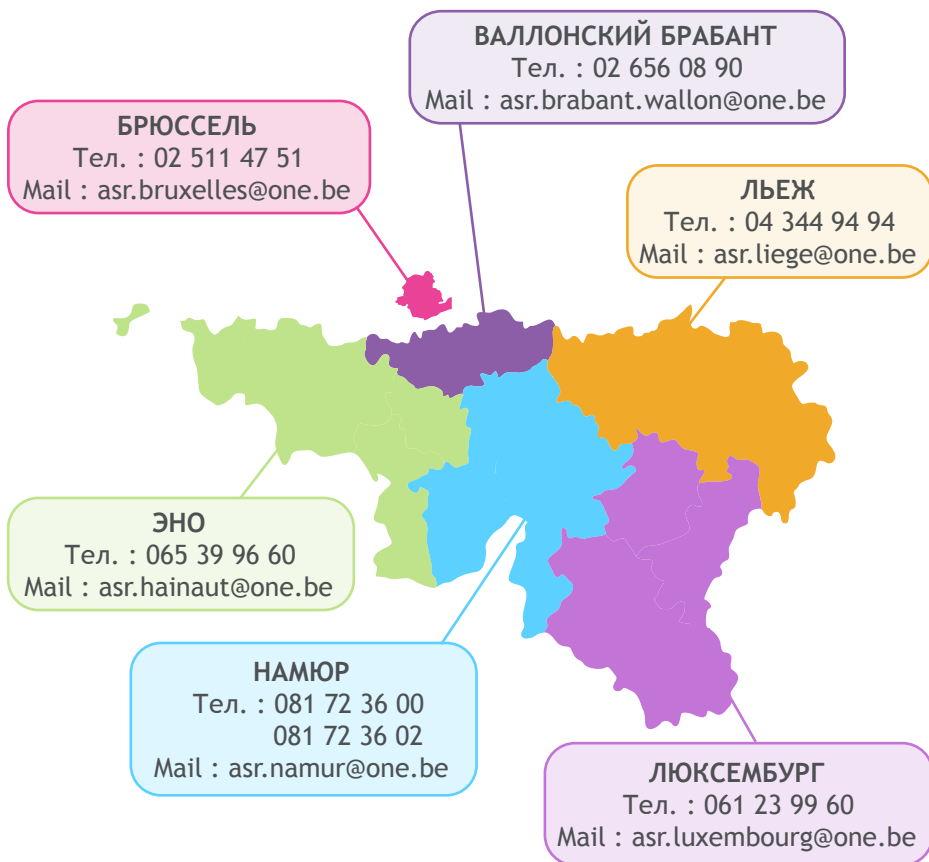 ВАЛЛОНСКИЙ БРАБАНТ
Тел. : 02 656 08 90
Mail : asr.brabant.wallon@one.be
БРЮССЕЛЬ
Тел. : 02 511 47 51
Mail : asr.bruxelles@one.be
ЛЬЕЖ
Тел. : 04 344 94 94
Mail : asr.liege@one.be
ЭНО
Тел. : 065 39 96 60
Mail : asr.hainaut@one.be
НАМЮР
Тел. : 081 72 36 00
081 72 36 02
Mail : asr.namur@one.be
ЛЮКСЕМБУРГ
Тел. : 061 23 99 60
Mail : asr.luxembourg@one.be